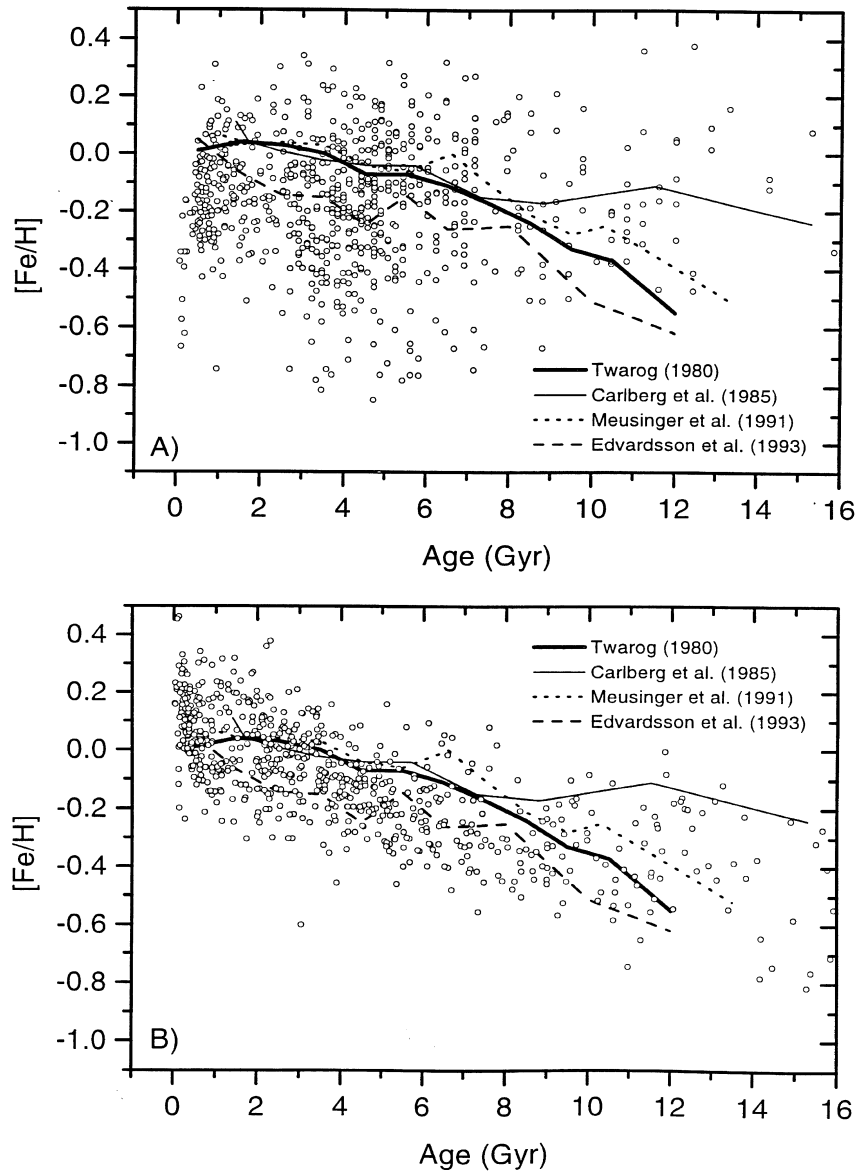 0.4
0.2
0.0
-0.2
-0.4
-0.6
-0.8
-1.0
[Fe/H]
A)
Twarog (1980)
Carlberg et al. (1985)
Meusinger et al. (1991)
Edvardsson et al. (1993)
0 2 4 6 8 10 12 14 16
Age (Gyr)
0.4
0.2
0.0
-0.2
-0.4
-0.6
-0.8
-1.0
[Fe/H]
Twarog (1980)
Carlberg et al. (1985)
Meusinger et al. (1991)
Edvardsson et al. (1993)
B)
0 2 4 6 8 10 12 14 16
Age (Gyr)